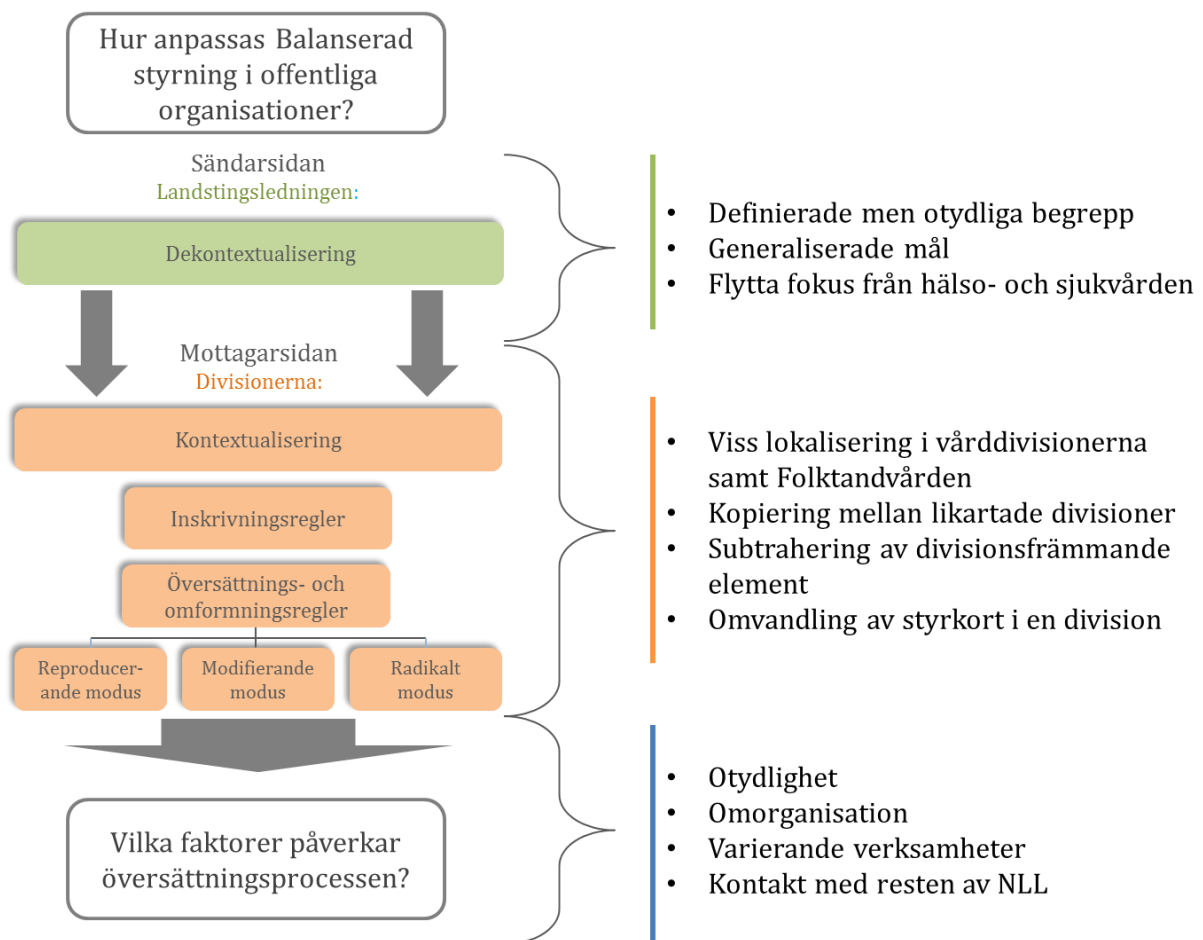 Hur anpassas Balanserad
styrning i offentliga
organisationer?
Sändarsidan
Landstingsledningen:
Dekontextualisering
• Definierade men otydliga begrepp
• Generaliserade mål
• Flytta fokus från hälso- och sjukvården
Mottagarsidan
Divisionerna:
Kontextualisering
Inskrivningsregler
Översättnings- och
omformningsregler
Reproducer-
ande modus
Modifierande
modus
Radikalt
modus
• Viss lokalisering i vårddivisionerna
samt Folktandvården
• Kopiering mellan likartade divisioner
• Subtrahering av divisionsfrämmande
element
• Omvandling av styrkort i en division
Vilka faktorer påverkar
översättningsprocessen?
• Otydlighet
• Omorganisation
• Varierande verksamheter
• Kontakt med resten av NLL